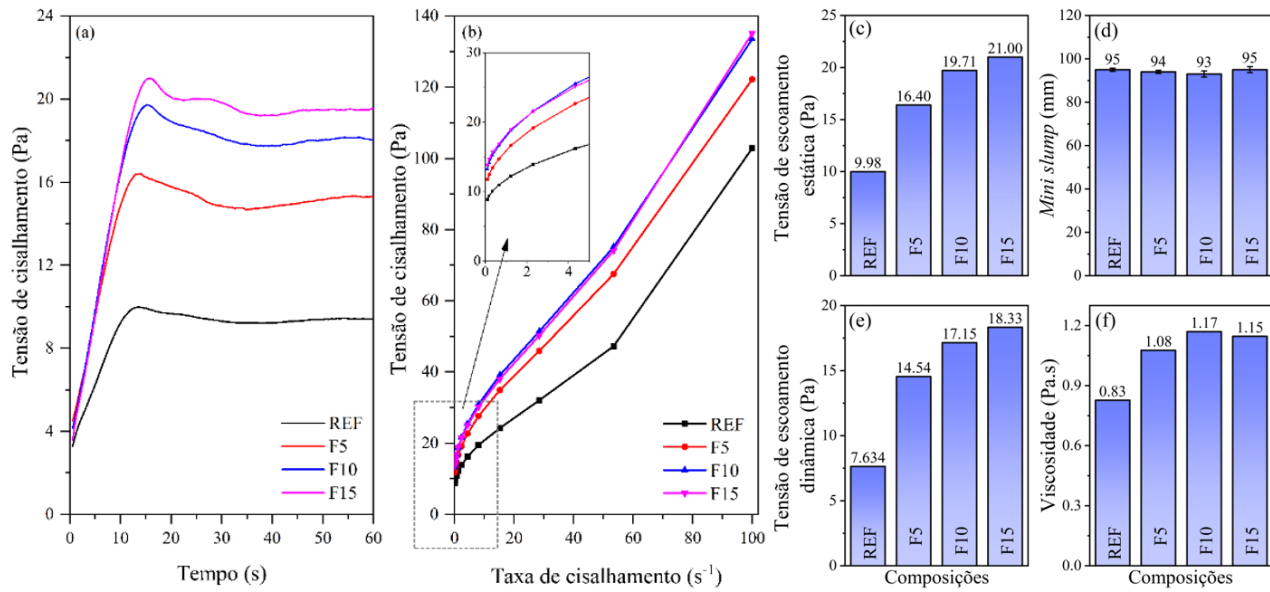 (a)
Tensão de cisalhamento (Pa)
24
20
16
12
8
4
0
0 10 20 30 40 50 60
Tempo (s)
REF
F5
F10
F15
(b)
Tensão de cisalhamento (Pa)
140
120
100
80
60
40
20
0
0 20 40 60 80 100
Taxa de cisalhamento (s⁻¹)
30
20
10
0
0 2 4
REF
F5
F10
F15
(c)
Tensão de escoamento
estática (Pa)
25
20
15
10
5
0
9.98
16.40
19.71
21.00
REF
F5
F10
F15
(d)
Mini slump (mm)
120
100
80
60
40
20
0
95
94
93
95
REF
F5
F10
F15
(e)
Tensão de escoamento
dinâmica (Pa)
20
15
10
5
0
7.634
14.54
17.15
18.33
REF
F5
F10
F15
Composições
(f)
Viscosidade (Pa.s)
1.2
0.9
0.6
0.3
0.0
0.83
1.08
1.17
1.15
REF
F5
F10
F15
Composições